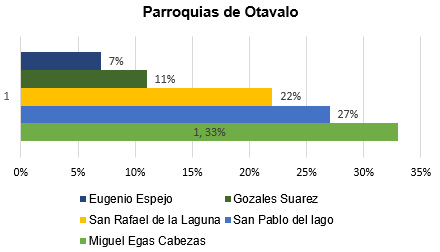 Parroquias de Otavalo
7%
11%
1
22%
27%
1, 33%
0% 5% 10% 15% 20% 25% 30% 35%
Eugenio Espejo Gozales Suarez
San Rafael de la Laguna San Pablo del lago
Miguel Egas Cabezas